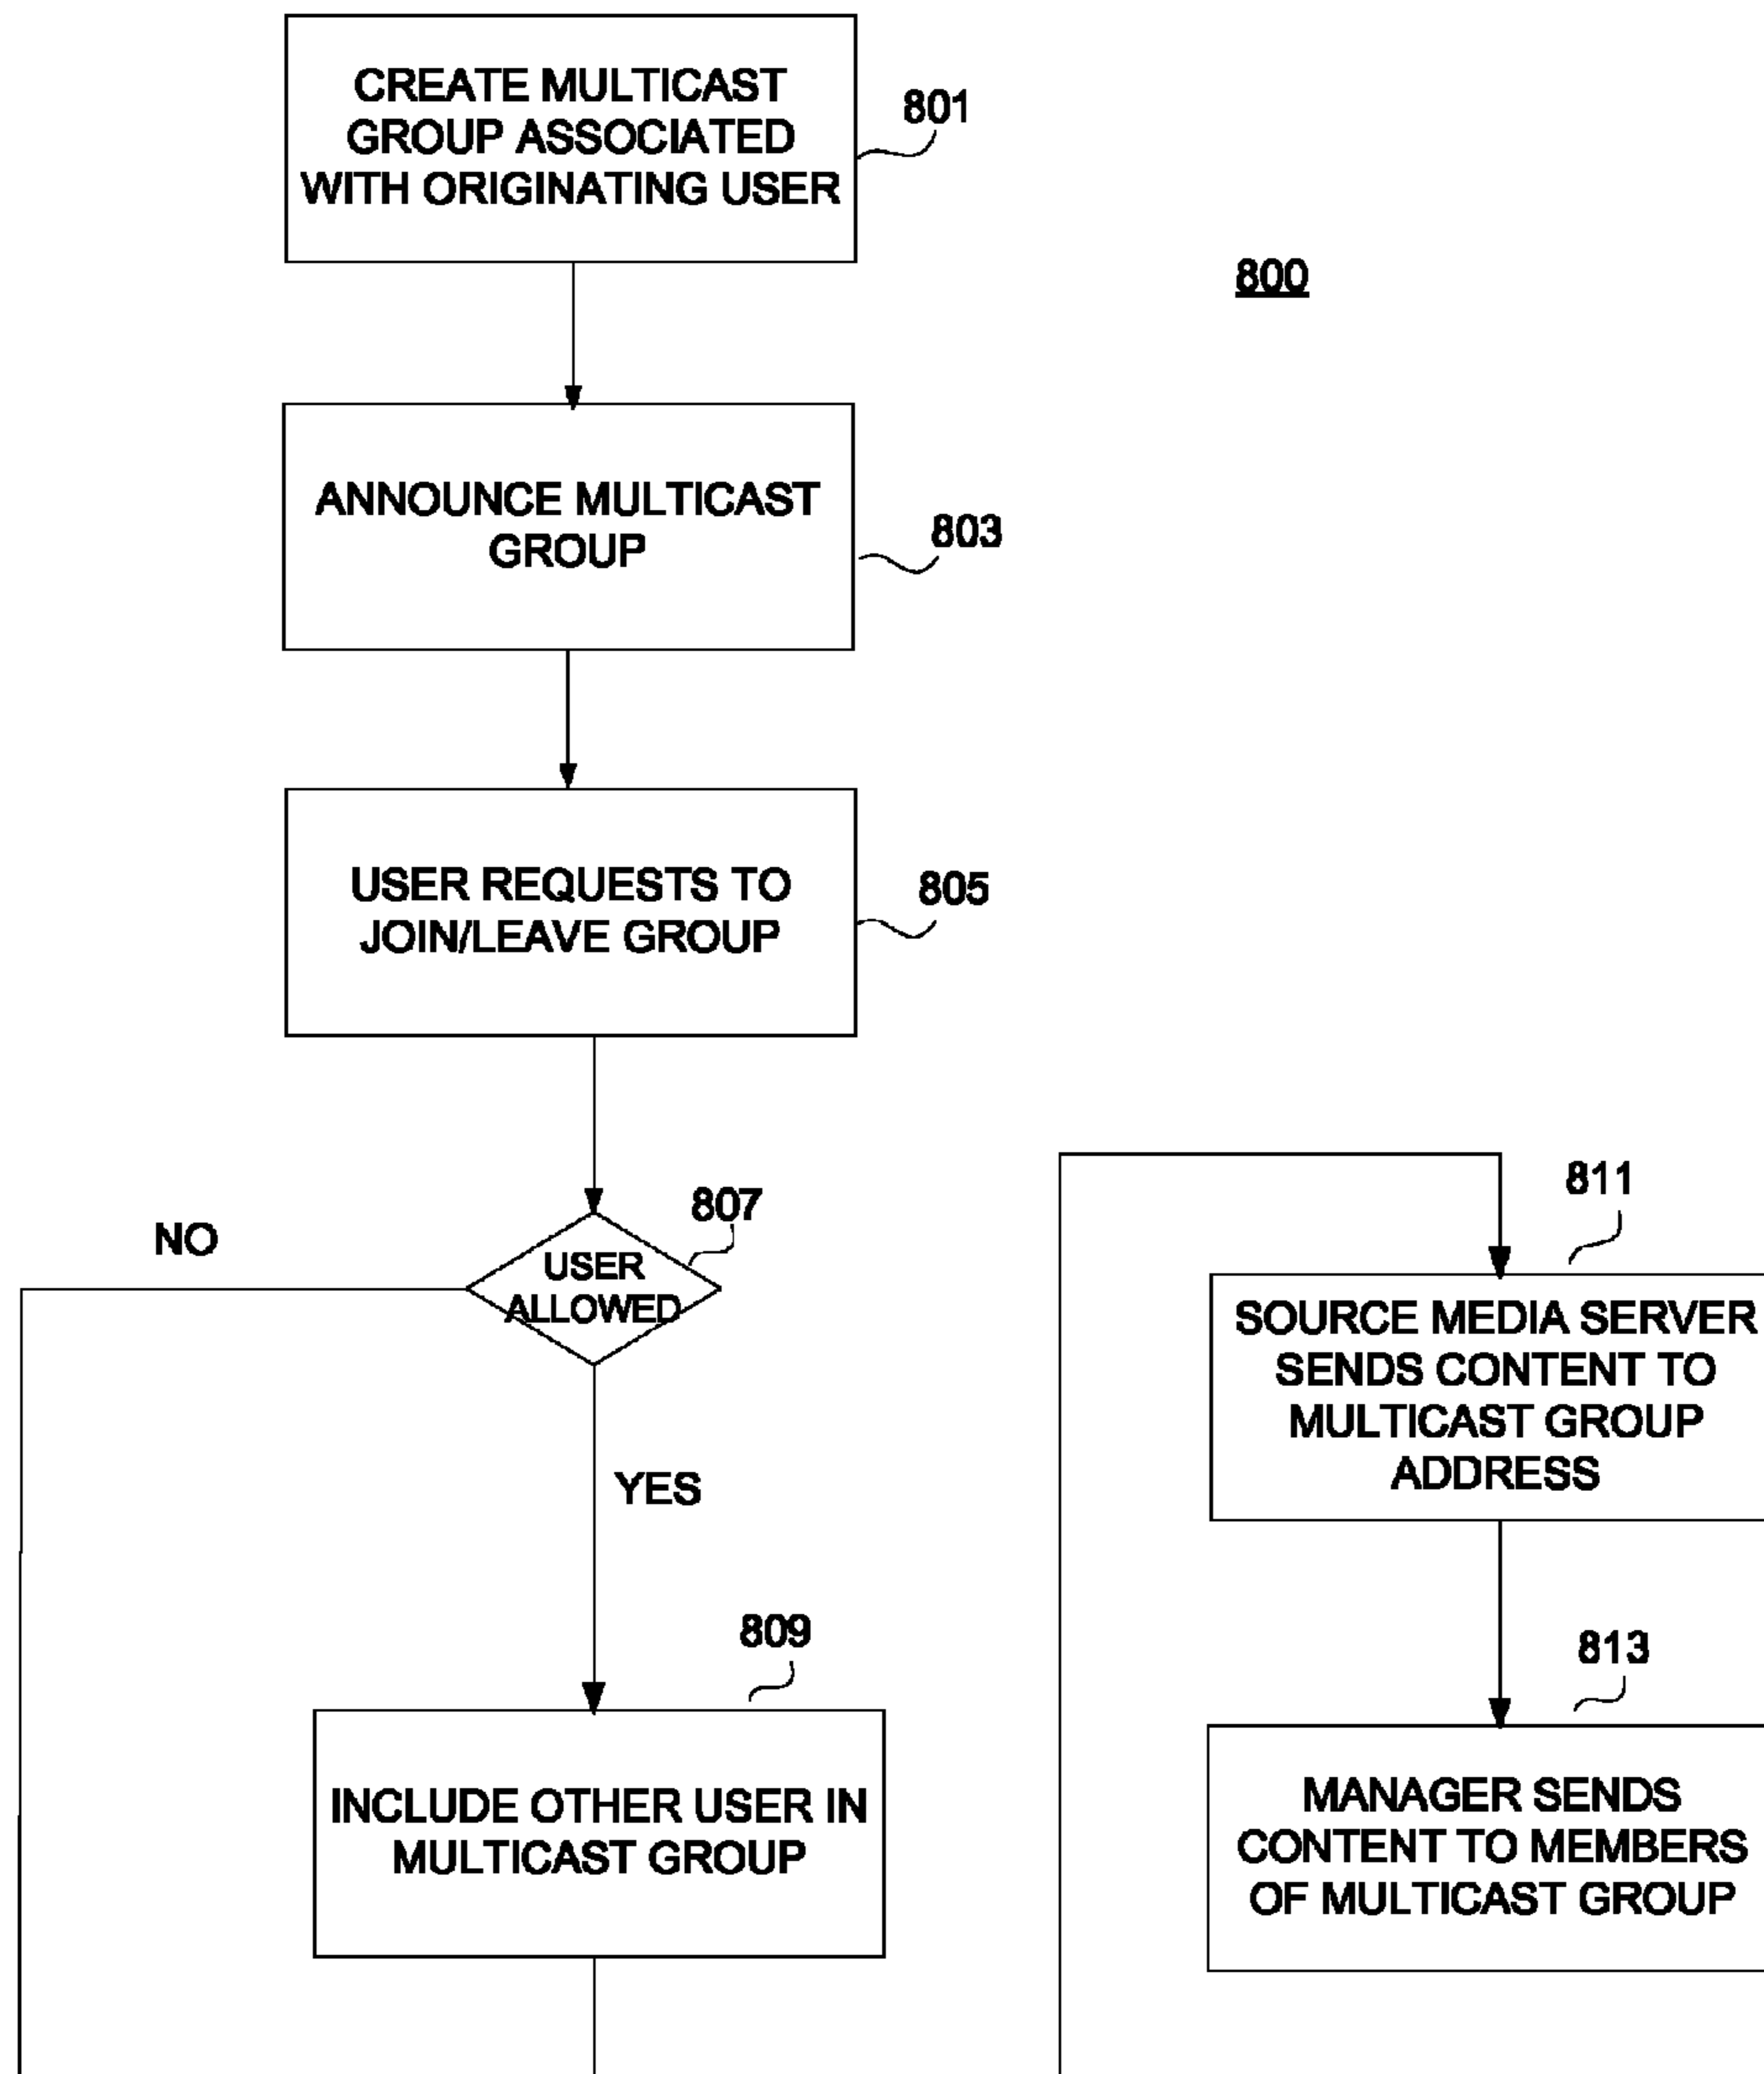 CREATE MULTICAST
GROUP ASSOCIATED
WITH ORIGINATING USER
801
800
ANNOUNCE MULTICAST
GROUP
803
USER REQUESTS TO
JOIN/LEAVE GROUP
805
NO
807
USER
ALLOWED
YES
809
INCLUDE OTHER USER IN
MULTICAST GROUP
811
SOURCE MEDIA SERVER
SENDS CONTENT TO
MULTICAST GROUP
ADDRESS
813
MANAGER SENDS
CONTENT TO MEMBERS
OF MULTICAST GROUP